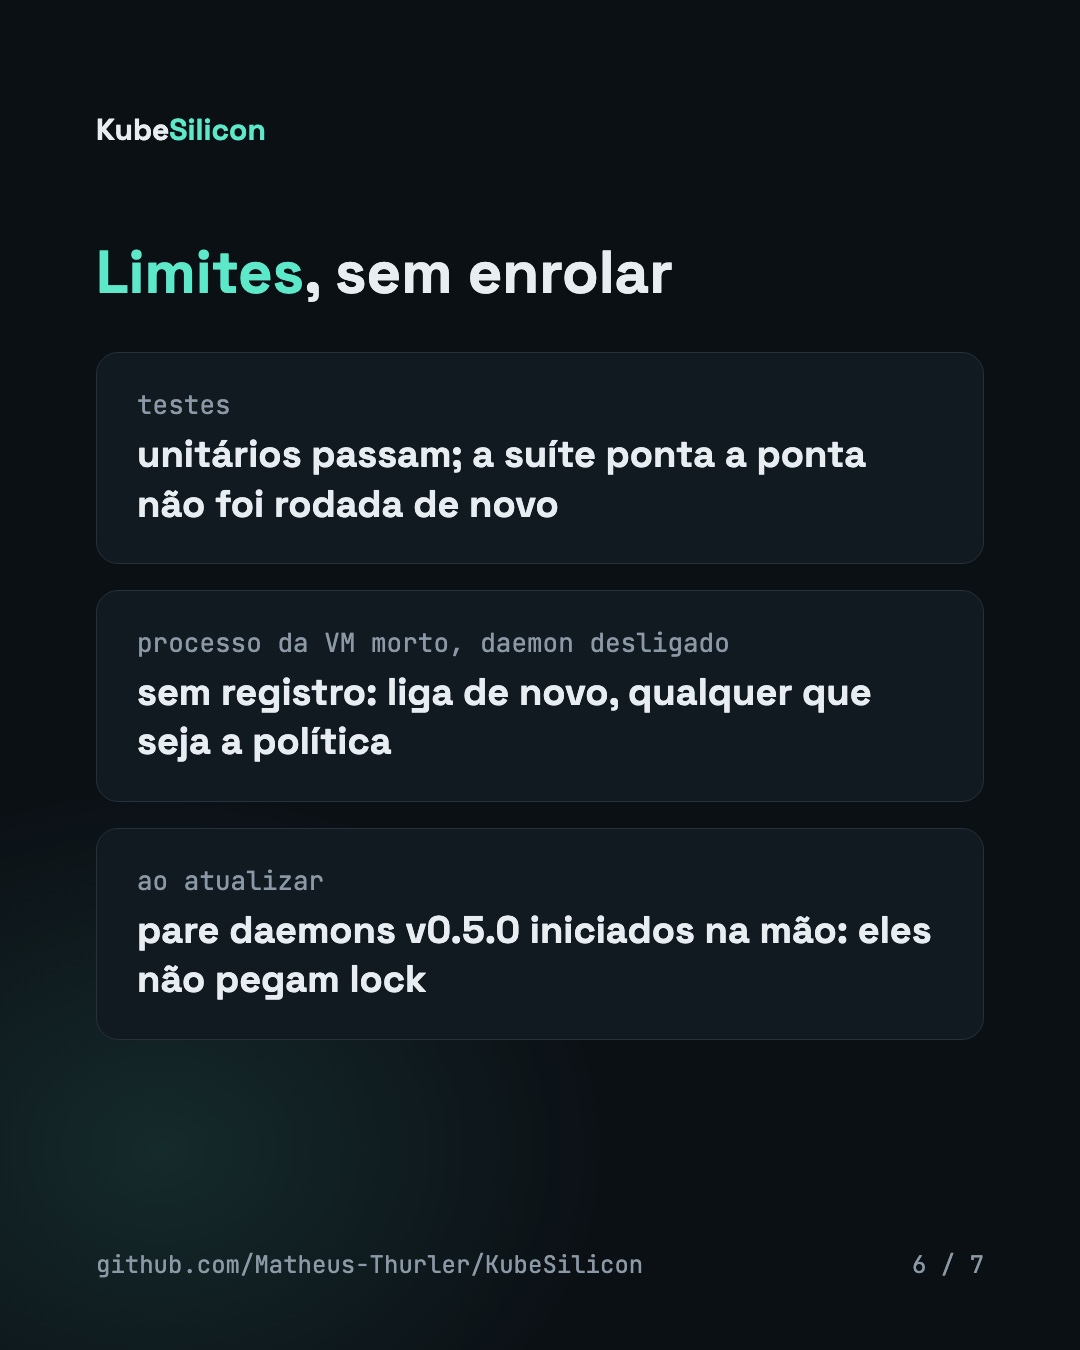 KubeSilicon
Limites, sem enrolar
testes
unitários passam; a suíte ponta a ponta
não foi rodada de novo
processo da VM morto, daemon desligado
sem registro: liga de novo, qualquer que
seja a política
ao atualizar
pare daemons v0.5.0 iniciados na mão: eles
não pegam lock
github.com/Matheus-Thurler/KubeSilicon
6 / 7